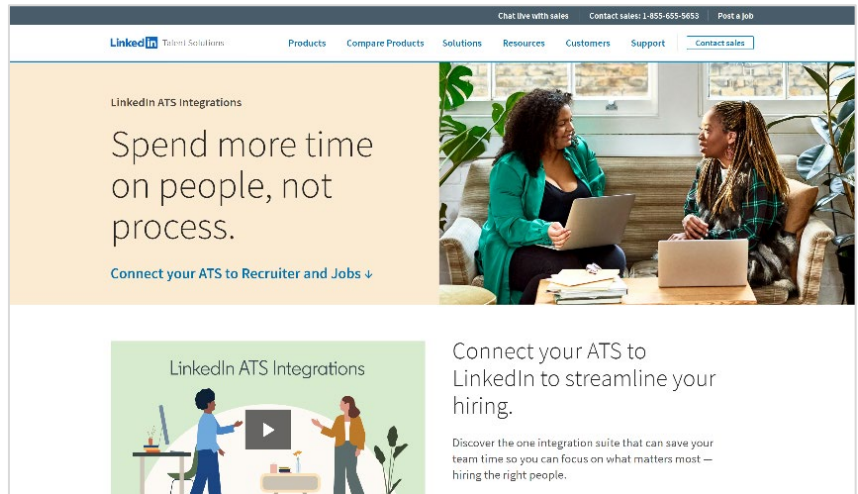 Chat live with sales Contact sales: 1-855-655-5653 Post a job
Linked in Talent Solutions Products Compare Products Solutions Resources Customers Support Contact sales
LinkedIn ATS Integrations
Spend more time
on people, not
process.
Connect your ATS to Recruiter and Jobs ↓
LinkedIn ATS Integrations
Connect your ATS to
LinkedIn to streamline your
hiring.
Discover the one integration suite that can save your
team time so you can focus on what matters most —
hiring the right people.